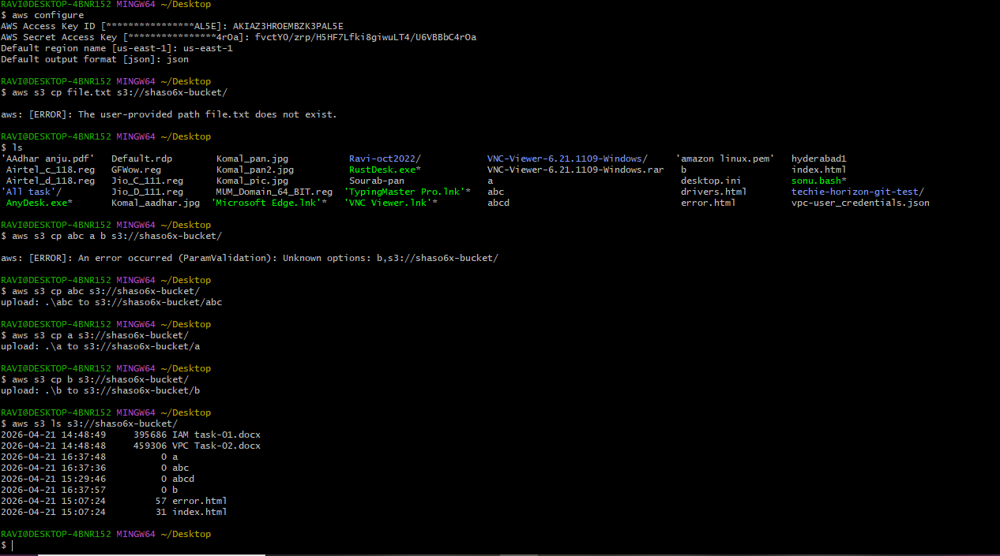 RAVI@DESKTOP-4BNR152 MINGW64 ~/Desktop
$ aws configure
AWS Access Key ID [****************AL5E]: AKIAZ3HROEMBZK3PAL5E
AWS Secret Access Key [****************4rOa]: 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
Default region name [us-east-1]: us-east-1
Default output format [json]: json
RAVI@DESKTOP-4BNR152 MINGW64 ~/Desktop
$ aws s3 cp file.txt s3://shaso6x-bucket/
aws: [ERROR]: The user-provided path file.txt does not exist.
RAVI@DESKTOP-4BNR152 MINGW64 ~/Desktop
$ ls
'AAdhar anju.pdf' Default.rdp Komal_pan.jpg Ravi-oct2022/ VNC-Viewer-6.21.1109-Windows/ 'amazon linux.pem' hyderabad1
Airtel_c_118.reg GFWow.reg Komal_pan2.jpg RustDesk.exe* VNC-Viewer-6.21.1109-Windows.rar b index.html
Airtel_d_118.reg Jio_C_111.reg Komal_pic.jpg Sourab-pan a desktop.ini sonu.bash*
'All task'/ Jio_D_111.reg MUM_Domain_64_BIT.reg 'TypingMaster Pro.lnk'* abc drivers.html techie-horizon-git-test/
AnyDesk.exe* Komal_aadhar.jpg 'Microsoft Edge.lnk'* 'VNC Viewer.lnk'* abcd error.html vpc-user_credentials.json
RAVI@DESKTOP-4BNR152 MINGW64 ~/Desktop
$ aws s3 cp abc a b s3://shaso6x-bucket/
aws: [ERROR]: An error occurred (ParamValidation): Unknown options: b,s3://shaso6x-bucket/
RAVI@DESKTOP-4BNR152 MINGW64 ~/Desktop
$ aws s3 cp abc s3://shaso6x-bucket/
upload: .\abc to s3://shaso6x-bucket/abc
RAVI@DESKTOP-4BNR152 MINGW64 ~/Desktop
$ aws s3 cp a s3://shaso6x-bucket/
upload: .\a to s3://shaso6x-bucket/a
RAVI@DESKTOP-4BNR152 MINGW64 ~/Desktop
$ aws s3 cp b s3://shaso6x-bucket/
upload: .\b to s3://shaso6x-bucket/b
RAVI@DESKTOP-4BNR152 MINGW64 ~/Desktop
$ aws s3 ls s3://shaso6x-bucket/
2026-04-21 14:48:49 395686 IAM task-01.docx
2026-04-21 14:48:48 459306 VPC Task-02.docx
2026-04-21 16:37:48 0 a
2026-04-21 16:37:36 0 abc
2026-04-21 15:29:46 0 abcd
2026-04-21 16:37:57 0 b
2026-04-21 15:07:24 57 error.html
2026-04-21 15:07:24 31 index.html
RAVI@DESKTOP-4BNR152 MINGW64 ~/Desktop
$